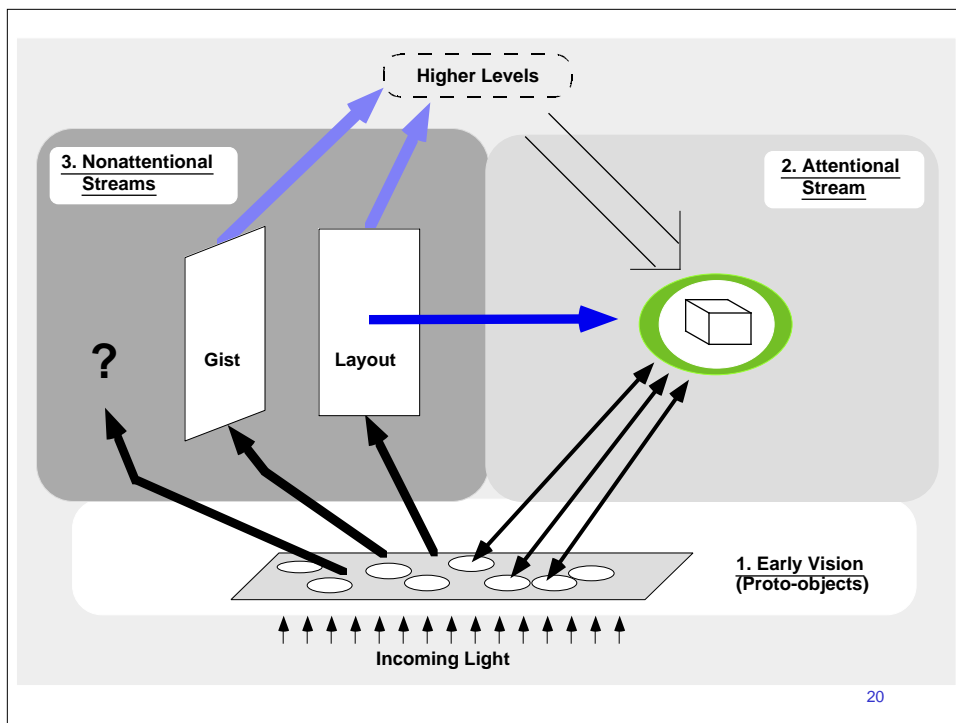 Higher Levels
3. Nonattentional
Streams
2. Attentional
Stream
?
Gist
Layout
1. Early Vision
(Proto-objects)
Incoming Light
20